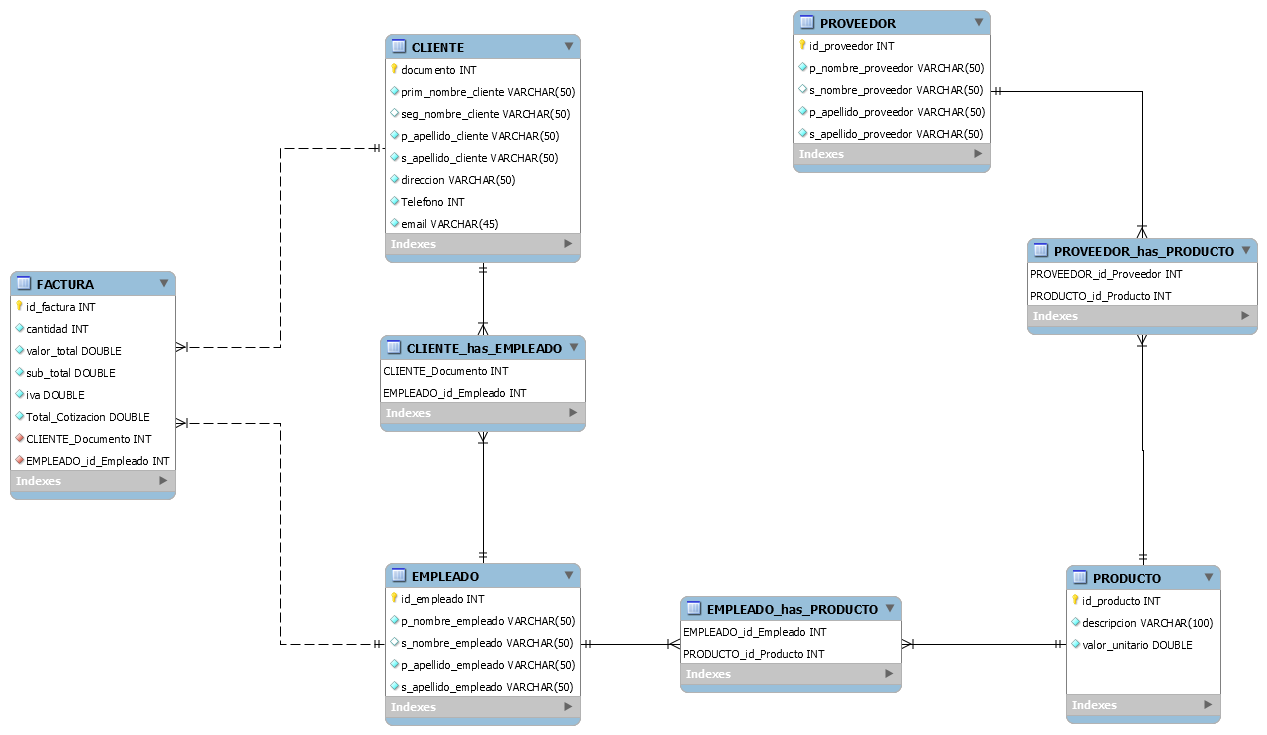 CLIENTE
documento INT
prim_nombre_cliente VARCHAR(50)
seg_nombre_cliente VARCHAR(50)
p_apellido_cliente VARCHAR(50)
s_apellido_cliente VARCHAR(50)
direccion VARCHAR(50)
Telefono INT
email VARCHAR(45)
Indexes
PROVEEDOR
id_proveedor INT
p_nombre_proveedor VARCHAR(50)
s_nombre_proveedor VARCHAR(50)
p_apellido_proveedor VARCHAR(50)
s_apellido_proveedor VARCHAR(50)
Indexes
PROVEEDOR_has_PRODUCTO
PROVEEDOR_id_Proveedor INT
PRODUCTO_id_Producto INT
Indexes
FACTURA
id_factura INT
cantidad INT
valor_total DOUBLE
sub_total DOUBLE
iva DOUBLE
Total_Cotizacion DOUBLE
CLIENTE_Documento INT
EMPLEADO_id_Empleado INT
Indexes
CLIENTE_has_EMPLEADO
CLIENTE_Documento INT
EMPLEADO_id_Empleado INT
Indexes
EMPLEADO
id_empleado INT
p_nombre_empleado VARCHAR(50)
s_nombre_empleado VARCHAR(50)
p_apellido_empleado VARCHAR(50)
s_apellido_empleado VARCHAR(50)
Indexes
EMPLEADO_has_PRODUCTO
EMPLEADO_id_Empleado INT
PRODUCTO_id_Producto INT
Indexes
PRODUCTO
id_producto INT
descripcion VARCHAR(100)
valor_unitario DOUBLE
Indexes